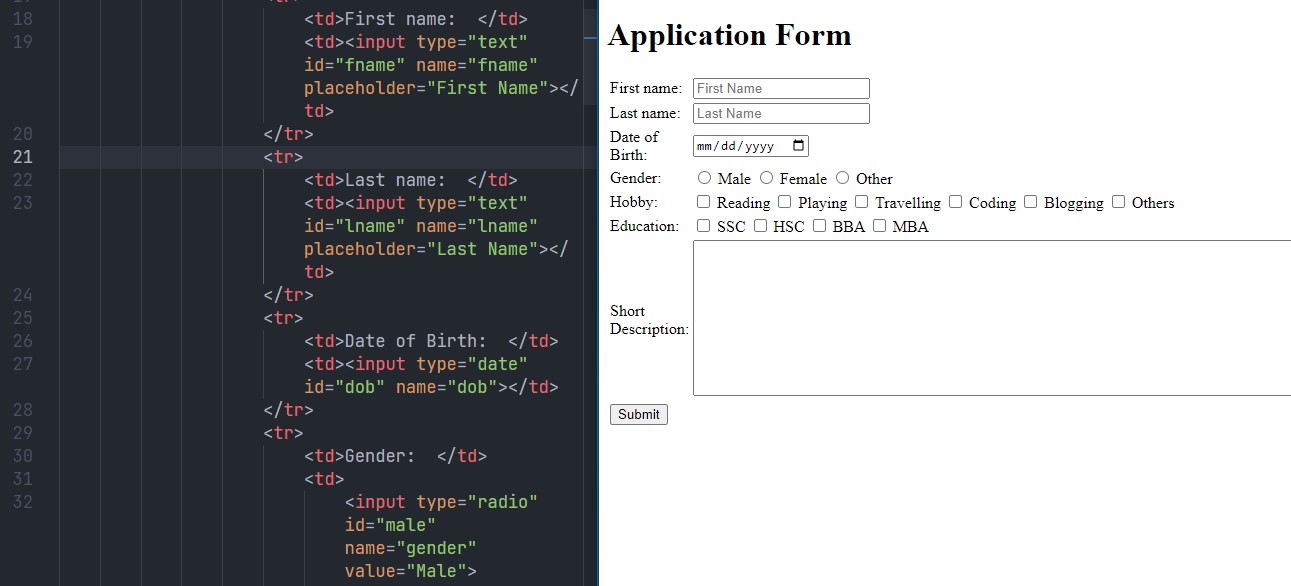 17 <tr>
18 <td>First name:  </td>
19 <td><input type="text"
id="fname" name="fname"
placeholder="First Name"></
td>
20 </tr>
21 <tr>
22 <td>Last name:  </td>
23 <td><input type="text"
id="lname" name="lname"
placeholder="Last Name"></
td>
24 </tr>
25 <tr>
26 <td>Date of Birth:  </td>
27 <td><input type="date"
id="dob" name="dob"></td>
28 </tr>
29 <tr>
30 <td>Gender:  </td>
31 <td>
32 <input type="radio"
id="male"
name="gender"
value="Male">
Application Form
First name: First Name
Last name: Last Name
Date of
Birth: mm/dd/yyyy
Gender: Male Female Other
Hobby: Reading Playing Travelling Coding Blogging Others
Education: SSC HSC BBA MBA
Short
Description:
Submit